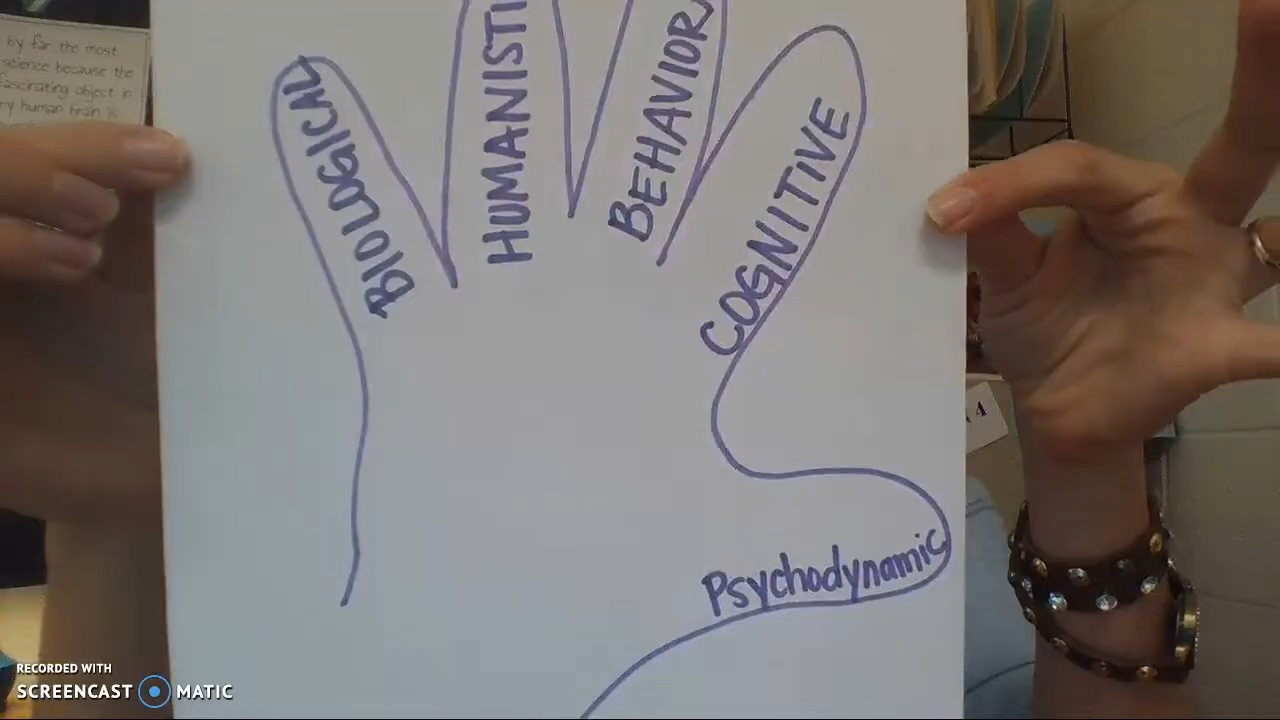 by far the most
science because the
fascinating object in
human brain is
BIOLOGICAL
HUMANISTI
BEHAVIOR
COGNITIVE
Psychodynamic
4
RECORDED WITH
SCREENCAST MATIC